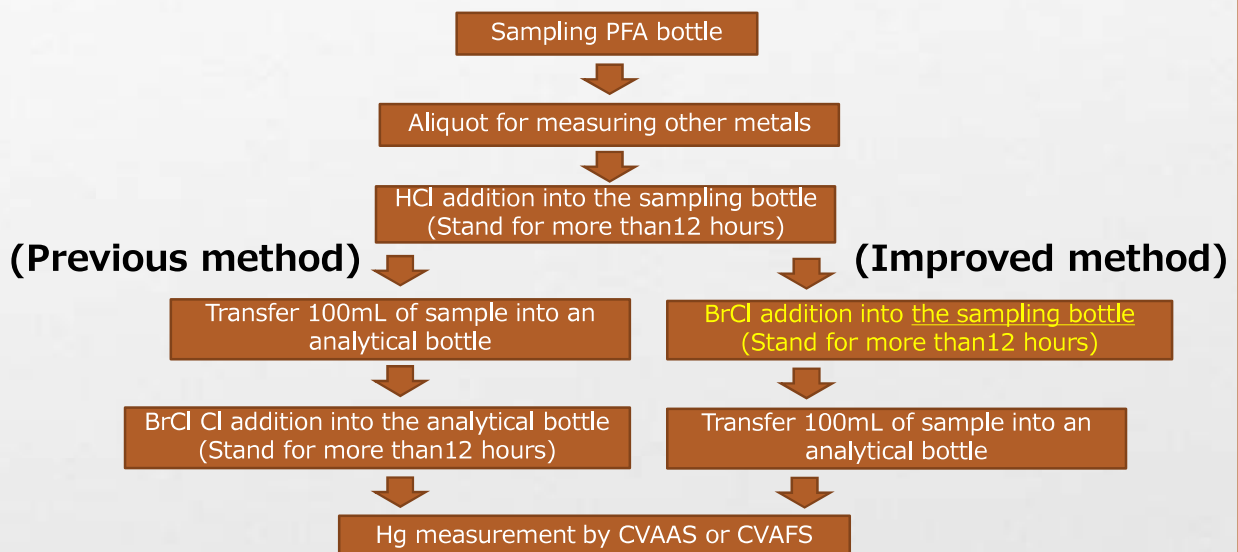 Sampling PFA bottle
Aliquot for measuring other metals
HCl addition into the sampling bottle
(Stand for more than12 hours)
(Previous method)
(Improved method)
Transfer 100mL of sample into an
analytical bottle
BrCl addition into the sampling bottle
(Stand for more than12 hours)
BrCl Cl addition into the analytical bottle
(Stand for more than12 hours)
Transfer 100mL of sample into an
analytical bottle
Hg measurement by CVAAS or CVAFS